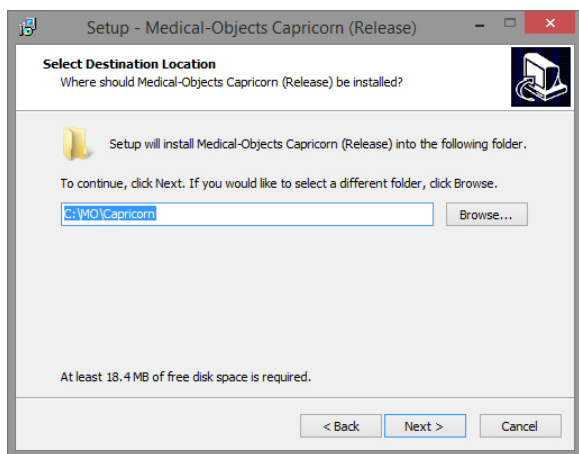 Setup - Medical-Objects Capricorn (Release)
Select Destination Location
Where should Medical-Objects Capricorn (Release) be installed?
Setup will install Medical-Objects Capricorn (Release) into the following folder.
To continue, click Next. If you would like to select a different folder, click Browse.
C:\MO\Capricorn
Browse...
At least 18.4 MB of free disk space is required.
< Back Next > Cancel